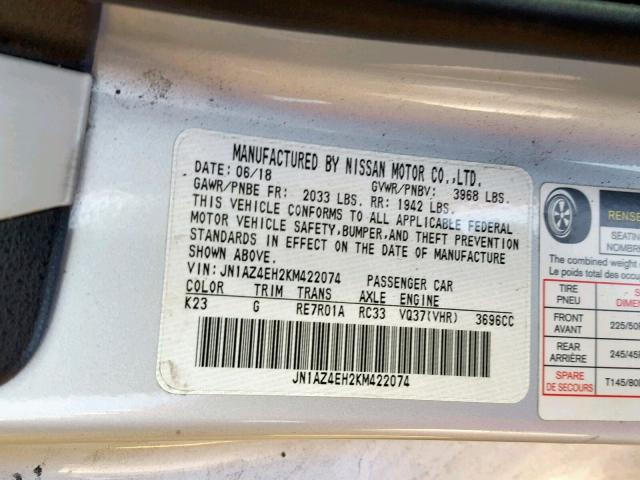 MANUFACTURED BY NISSAN MOTOR CO.,LTD.
DATE: 06/18 GVWR/PNBV: 3968 LBS.
GAWR/PNBE FR: 2033 LBS. RR: 1942 LBS.
THIS VEHICLE CONFORMS TO ALL APPLICABLE FEDERAL
MOTOR VEHICLE SAFETY,BUMPER,AND THEFT PREVENTION
STANDARDS IN EFFECT ON THE DATE OF MANUFACTURE
SHOWN ABOVE.
VIN: JN1AZ4EH2KM422074 PASSENGER CAR
COLOR TRIM TRANS AXLE ENGINE
K23 G RE7R01A RC33 VQ37(VHR) 3696CC
JN1AZ4EH2KM422074
SEATING
NOMBRE
The combined weight
Le poids total des
TIRE
PNEU
FRONT
AVANT
225/50
REAR
ARRIÈRE
245/45
SPARE
DE SECOURS
T145/80